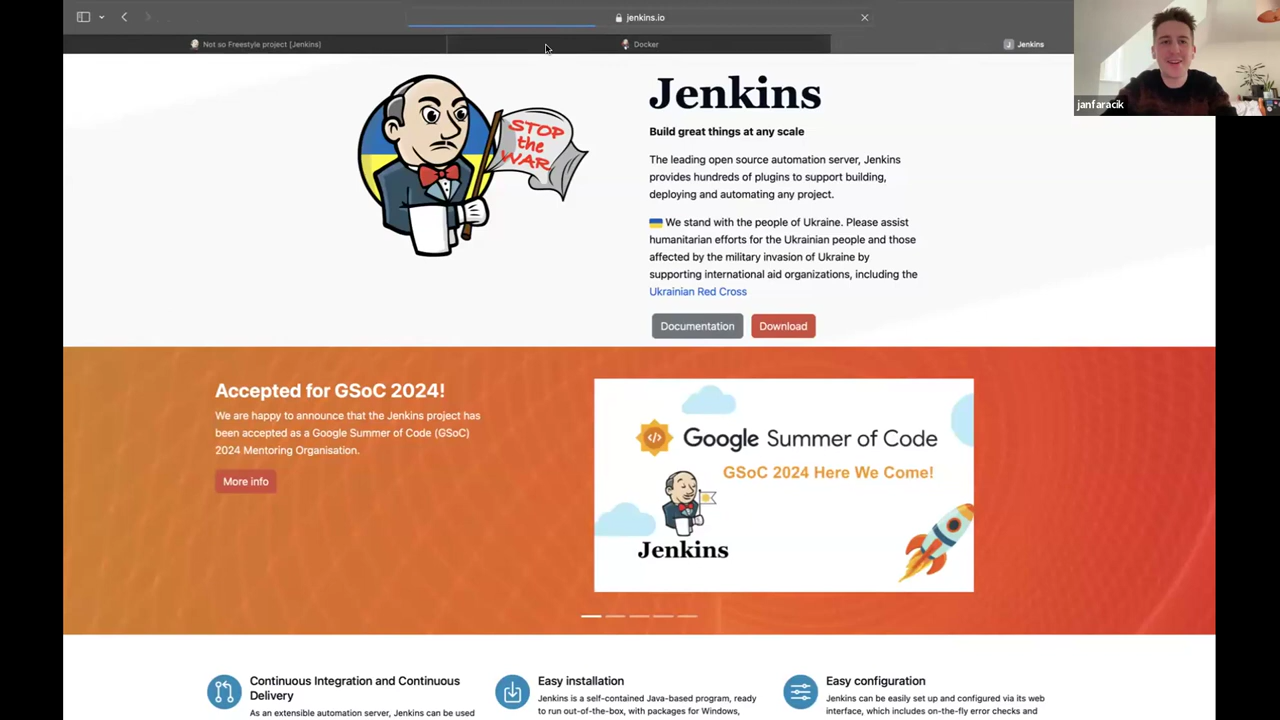 jenkins.io
Not so Freestyle project [Jenkins]
Docker
J Jenkins
janfaracik
STOP
the
WAR
Jenkins
Build great things at any scale
The leading open source automation server, Jenkins
provides hundreds of plugins to support building,
deploying and automating any project.
We stand with the people of Ukraine. Please assist
humanitarian efforts for the Ukrainian people and those
affected by the military invasion of Ukraine by
supporting international aid organizations, including the
Ukrainian Red Cross
Documentation
Download
Accepted for GSoC 2024!
We are happy to announce that the Jenkins project has
been accepted as a Google Summer of Code (GSoC)
2024 Mentoring Organisation.
More info
Google Summer of Code
GSoC 2024 Here We Come!
Jenkins
Continuous Integration and Continuous
Delivery
As an extensible automation server, Jenkins can be used
Easy installation
Jenkins is a self-contained Java-based program, ready
to run out-of-the-box, with packages for Windows,
Easy configuration
Jenkins can be easily set up and configured via its web
interface, which includes on-the-fly error checks and